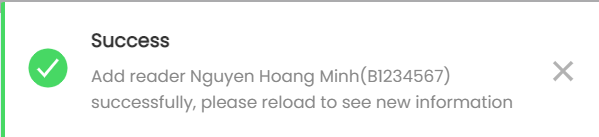 Success
Add reader Nguyen Hoang Minh(B1234567)
successfully, please reload to see new information